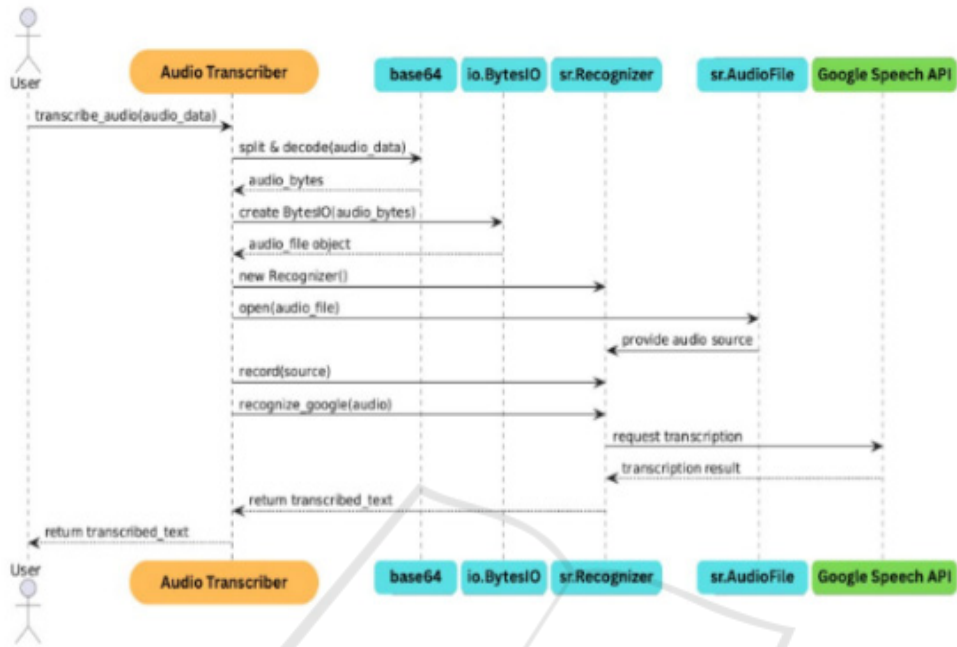 User
Audio Transcriber
base64
io.BytesIO
sr.Recognizer
sr.AudioFile
Google Speech API
transcribe_audio(audio_data)
split & decode(audio_data)
audio_bytes
create BytesIO(audio_bytes)
audio_file object
new Recognizer()
open(audio_file)
provide audio source
record(source)
recognize_google(audio)
request transcription
transcription result
return transcribed_text
return transcribed_text
User
Audio Transcriber
base64
io.BytesIO
sr.Recognizer
sr.AudioFile
Google Speech API